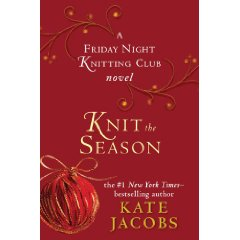 A
FRIDAY NIGHT
KNITTING CLUB
novel
KNIT the
SEASON
the #1 New York Times–
bestselling author
KATE
JACOBS